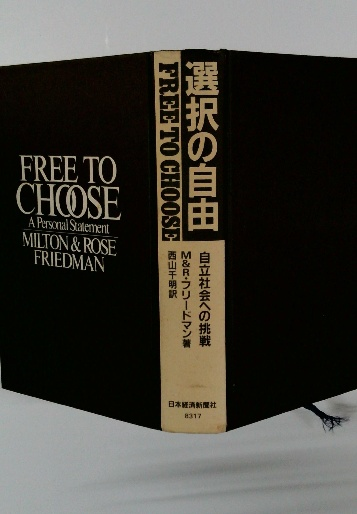 FREE TO
CHOOSE
A Personal Statement
MILTON & ROSE
FRIEDMAN
選択の自由
FREE TO CHOOSE
自立社会への挑戦
M&R・フリードマン著
西山千明訳
日本経済新聞社
8317